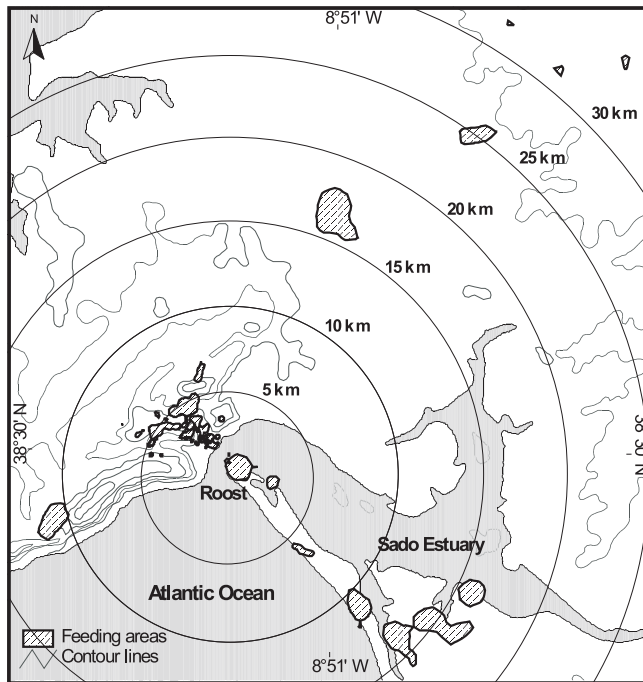 8°51' W
N
30 km
25 km
20 km
15 km
10 km
5 km
38°30' N
38°30' N
Roost
Sado Estuary
Atlantic Ocean
Feeding areas
Contour lines
8°51' W